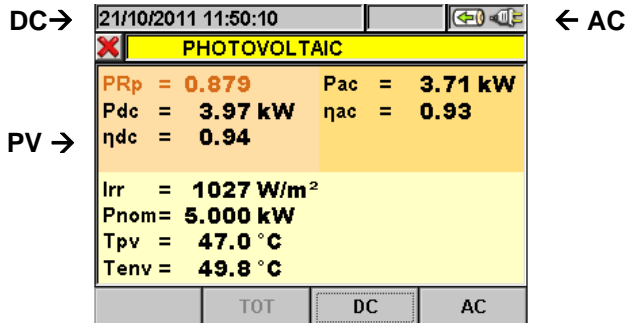 DC→ 21/10/2011 11:50:10 ← AC
PHOTOVOLTAIC
PRp = 0.879 Pac = 3.71 kW
Pdc = 3.97 kW ηac = 0.93
PV →
ηdc = 0.94
Irr = 1027 W/m²
Pnom= 5.000 kW
Tpv = 47.0 °C
Tenv = 49.8 °C
TOT DC AC